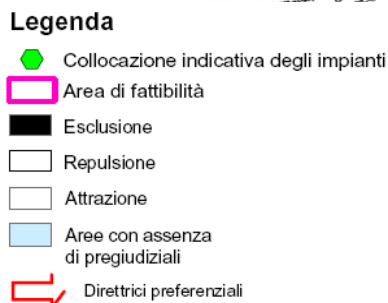 Legenda
Collocazione indicativa degli impianti
Area di fattibilità
Esclusione
Repulsione
Attrazione
Aree con assenza
di pregiudiziali
Direttrici preferenziali